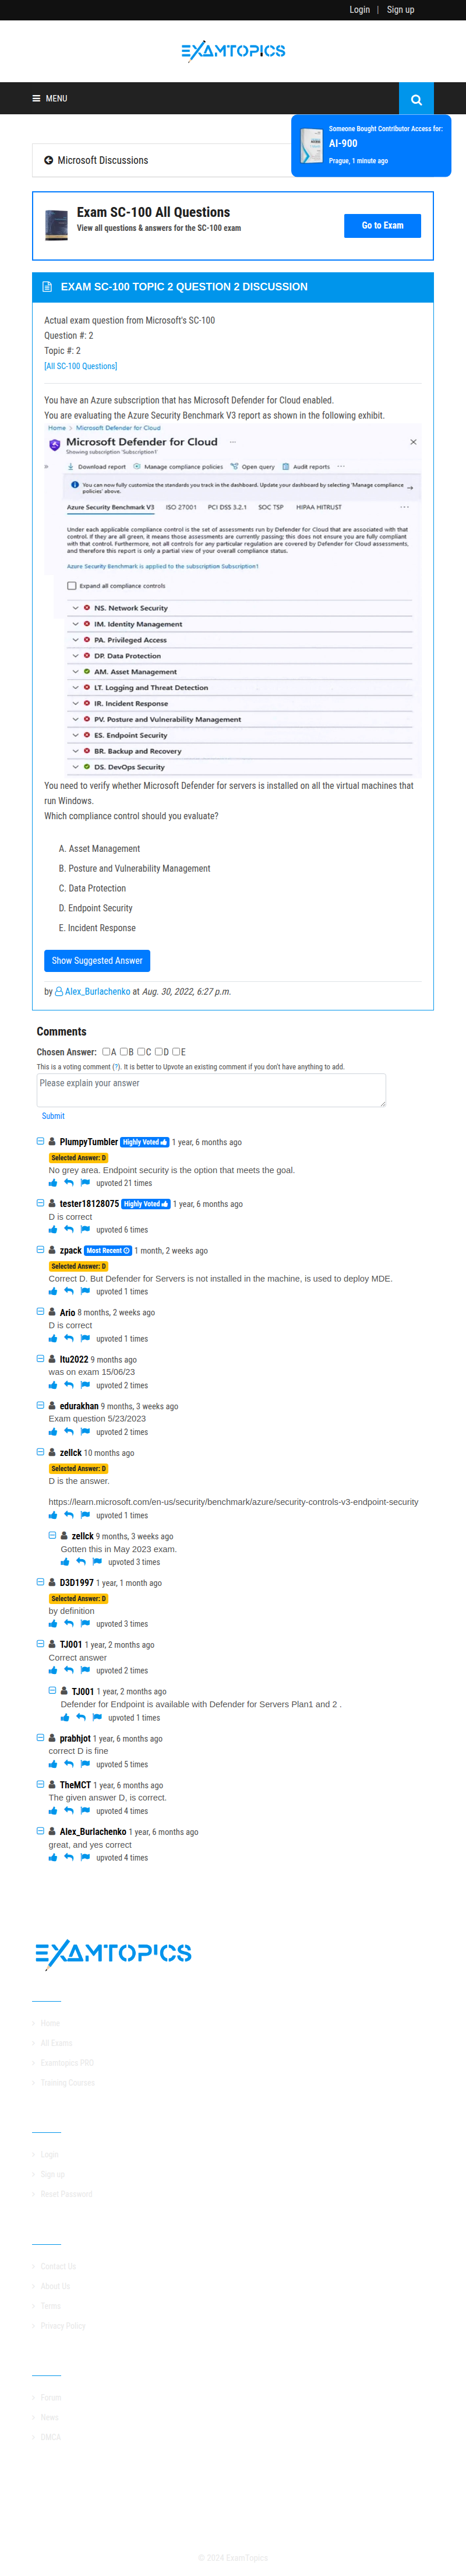 Login | Sign up
EXAMTOPICS
MENU
Someone Bought Contributor Access for:
AI-900
Prague, 1 minute ago
Microsoft Discussions
Exam SC-100 All Questions
View all questions & answers for the SC-100 exam
Go to Exam
EXAM SC-100 TOPIC 2 QUESTION 2 DISCUSSION
Actual exam question from Microsoft's SC-100
Question #: 2
Topic #: 2
[All SC-100 Questions]
You have an Azure subscription that has Microsoft Defender for Cloud enabled.
You are evaluating the Azure Security Benchmark V3 report as shown in the following exhibit.
Home > Microsoft Defender for Cloud
Microsoft Defender for Cloud ...
Showing subscription 'Subscription1'
» Download report Manage compliance policies Open query Audit reports ...
You can now fully customize the standards you track in the dashboard. Update your dashboard by selecting 'Manage compliance
policies' above.
Azure Security Benchmark V3 ISO 27001 PCI DSS 3.2.1 SOC TSP HIPAA HITRUST ...
Under each applicable compliance control is the set of assessments run by Defender for Cloud that are associated with that
control. If they are all green, it means those assessments are currently passing; this does not ensure you are fully compliant
with that control. Furthermore, not all controls for any particular regulation are covered by Defender for Cloud assessments,
and therefore this report is only a partial view of your overall compliance status.
Azure Security Benchmark is applied to the subscription Subscription1
Expand all compliance controls
NS. Network Security
IM. Identity Management
PA. Privileged Access
DP. Data Protection
AM. Asset Management
LT. Logging and Threat Detection
IR. Incident Response
PV. Posture and Vulnerability Management
ES. Endpoint Security
BR. Backup and Recovery
DS. DevOps Security
You need to verify whether Microsoft Defender for servers is installed on all the virtual machines that
run Windows.
Which compliance control should you evaluate?
A. Asset Management
B. Posture and Vulnerability Management
C. Data Protection
D. Endpoint Security
E. Incident Response
Show Suggested Answer
by Alex_Burlachenko at Aug. 30, 2022, 6:27 p.m.
Comments
Chosen Answer: A B C D E
This is a voting comment (?). It is better to Upvote an existing comment if you don't have anything to add.
Please explain your answer
Submit
PlumpyTumbler Highly Voted 1 year, 6 months ago
Selected Answer: D
No grey area. Endpoint security is the option that meets the goal.
upvoted 21 times
tester18128075 Highly Voted 1 year, 6 months ago
D is correct
upvoted 6 times
zpack Most Recent 1 month, 2 weeks ago
Selected Answer: D
Correct D. But Defender for Servers is not installed in the machine, is used to deploy MDE.
upvoted 1 times
Ario 8 months, 2 weeks ago
D is correct
upvoted 1 times
Itu2022 9 months ago
was on exam 15/06/23
upvoted 2 times
edurakhan 9 months, 3 weeks ago
Exam question 5/23/2023
upvoted 2 times
zellck 10 months ago
Selected Answer: D
D is the answer.
https://learn.microsoft.com/en-us/security/benchmark/azure/security-controls-v3-endpoint-security
upvoted 1 times
zellck 9 months, 3 weeks ago
Gotten this in May 2023 exam.
upvoted 3 times
D3D1997 1 year, 1 month ago
Selected Answer: D
by definition
upvoted 3 times
TJ001 1 year, 2 months ago
Correct answer
upvoted 2 times
TJ001 1 year, 2 months ago
Defender for Endpoint is available with Defender for Servers Plan1 and 2 .
upvoted 1 times
prabhjot 1 year, 6 months ago
correct D is fine
upvoted 5 times
TheMCT 1 year, 6 months ago
The given answer D, is correct.
upvoted 4 times
Alex_Burlachenko 1 year, 6 months ago
great, and yes correct
upvoted 4 times
EXAMTOPICS
Home
All Exams
Examtopics PRO
Training Courses
Login
Sign up
Reset Password
Contact Us
About Us
Terms
Privacy Policy
Forum
News
DMCA
© 2024 ExamTopics